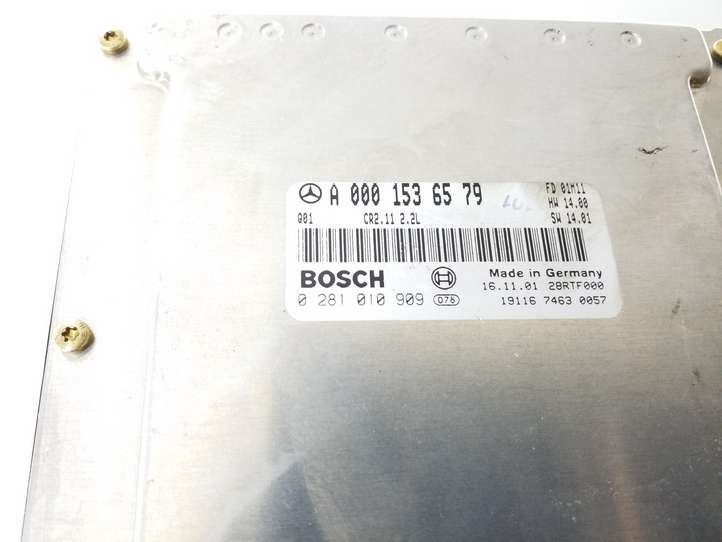 A 000 153 65 79
FD 01M11
HW 14.00
Q01 CR2.11 2.2L
SW 14.01
BOSCH
Made in Germany
0 281 010 909 078
16.11.01 28RTF000
19116 7463 0057